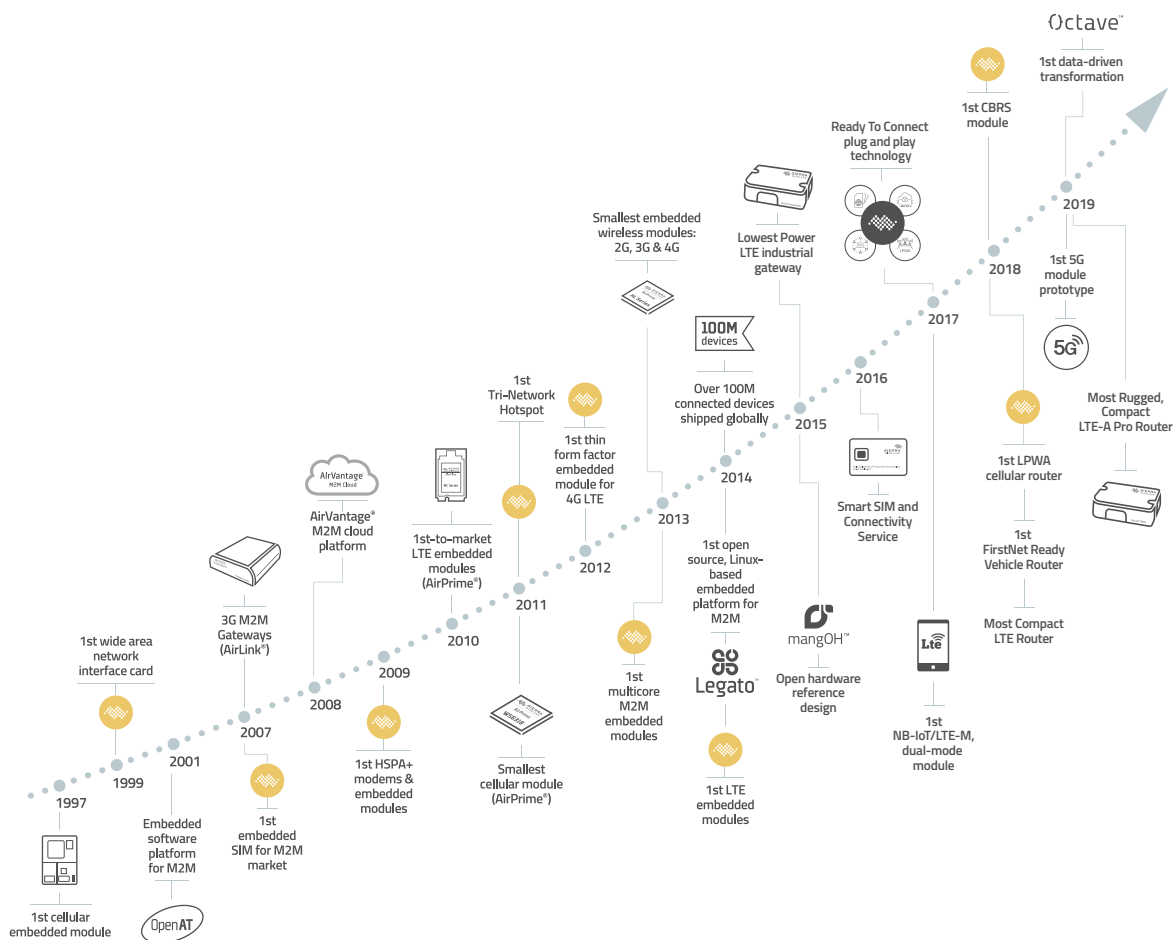 Octave™
1st data-driven
transformation
1st CBRS
module
Ready To Connect
plug and play
technology
2019
Smallest embedded
wireless modules:
2G, 3G & 4G
Lowest Power
LTE industrial
gateway
2018
1st 5G
module
prototype
5G
2017
100M
devices
Over 100M
connected devices
shipped globally
2016
1st
Tri-Network
Hotspot
Most Rugged,
Compact
LTE-A Pro Router
2015
1st thin
form factor
embedded
module for
4G LTE
AirVantage
M2M Cloud
AirVantage®
M2M cloud
platform
HC Series
HL Series
AirPrime
1st-to-market
LTE embedded
modules
(AirPrime®)
2014
SIERRA
Smart SIM and
Connectivity
Service
1st LPWA
cellular router
2013
1st
FirstNet Ready
Vehicle Router
Most Compact
LTE Router
2012
1st open
source, Linux-
based
embedded
platform for
M2M
Legato™
1st LTE
embedded
modules
2011
3G M2M
Gateways
(AirLink®)
2010
mangOH™
Open hardware
reference
design
Lte
1st
NB-IoT/LTE-M,
dual-mode
module
1st wide area
network
interface card
2009
1st
multicore M2M
embedded
modules
2008
AirPrime
Smallest
cellular module
(AirPrime®)
2007
1st HSPA+
modems &
embedded
modules
2001
1st
embedded
SIM for M2M
market
1999
Embedded
software
platform
for M2M
OpenAT
1997
1st cellular
embedded module